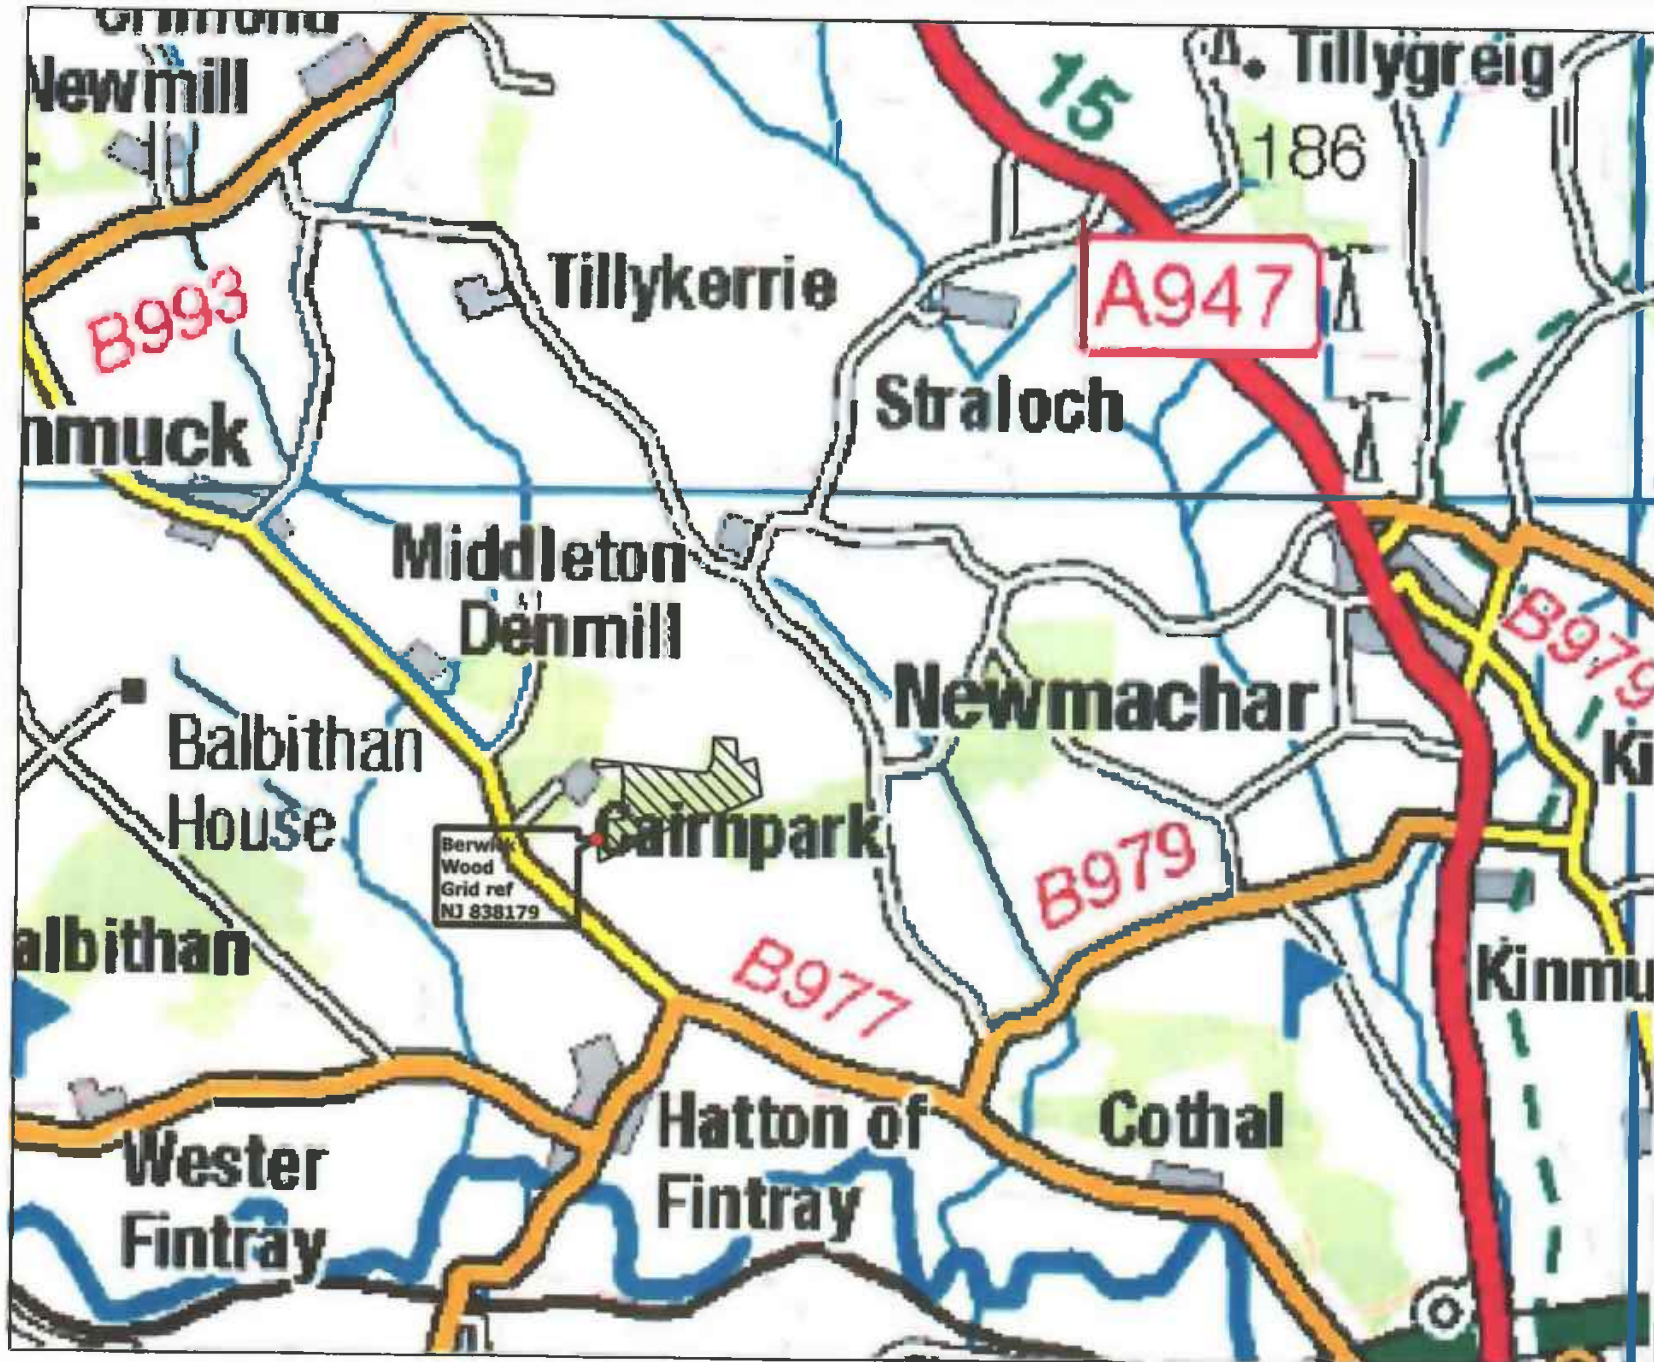 Newmill
15
Tillygreig
186
Tillykerrie
B993
A947
Straloch
nmuck
Middleton
Denmill
B979
Newmachar
Balbithan
House
Ki
Berwick
Wood
Grid ref
NJ 838179
Cairnpark
B979
albithan
B977
Kinmu
Hatton of
Fintray
Cothal
Wester
Fintray